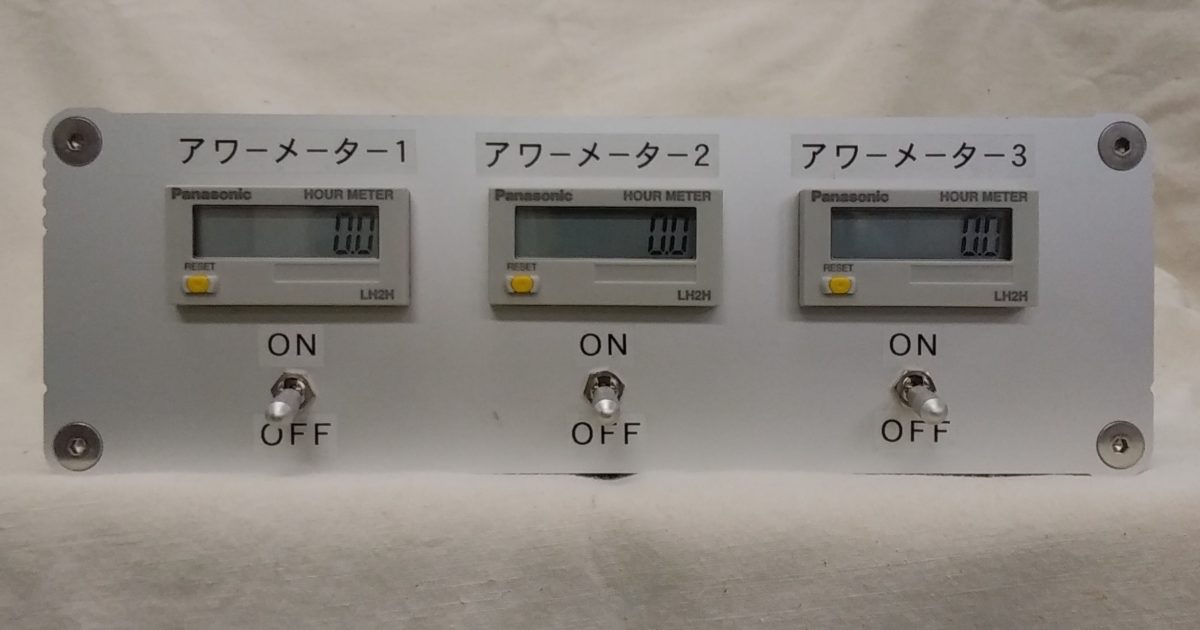 アワーメーター1
Panasonic HOUR METER
0.0
RESET
LH2H
ON
OFF
アワーメーター2
Panasonic HOUR METER
0.0
RESET
LH2H
ON
OFF
アワーメーター3
Panasonic HOUR METER
0.0
RESET
LH2H
ON
OFF